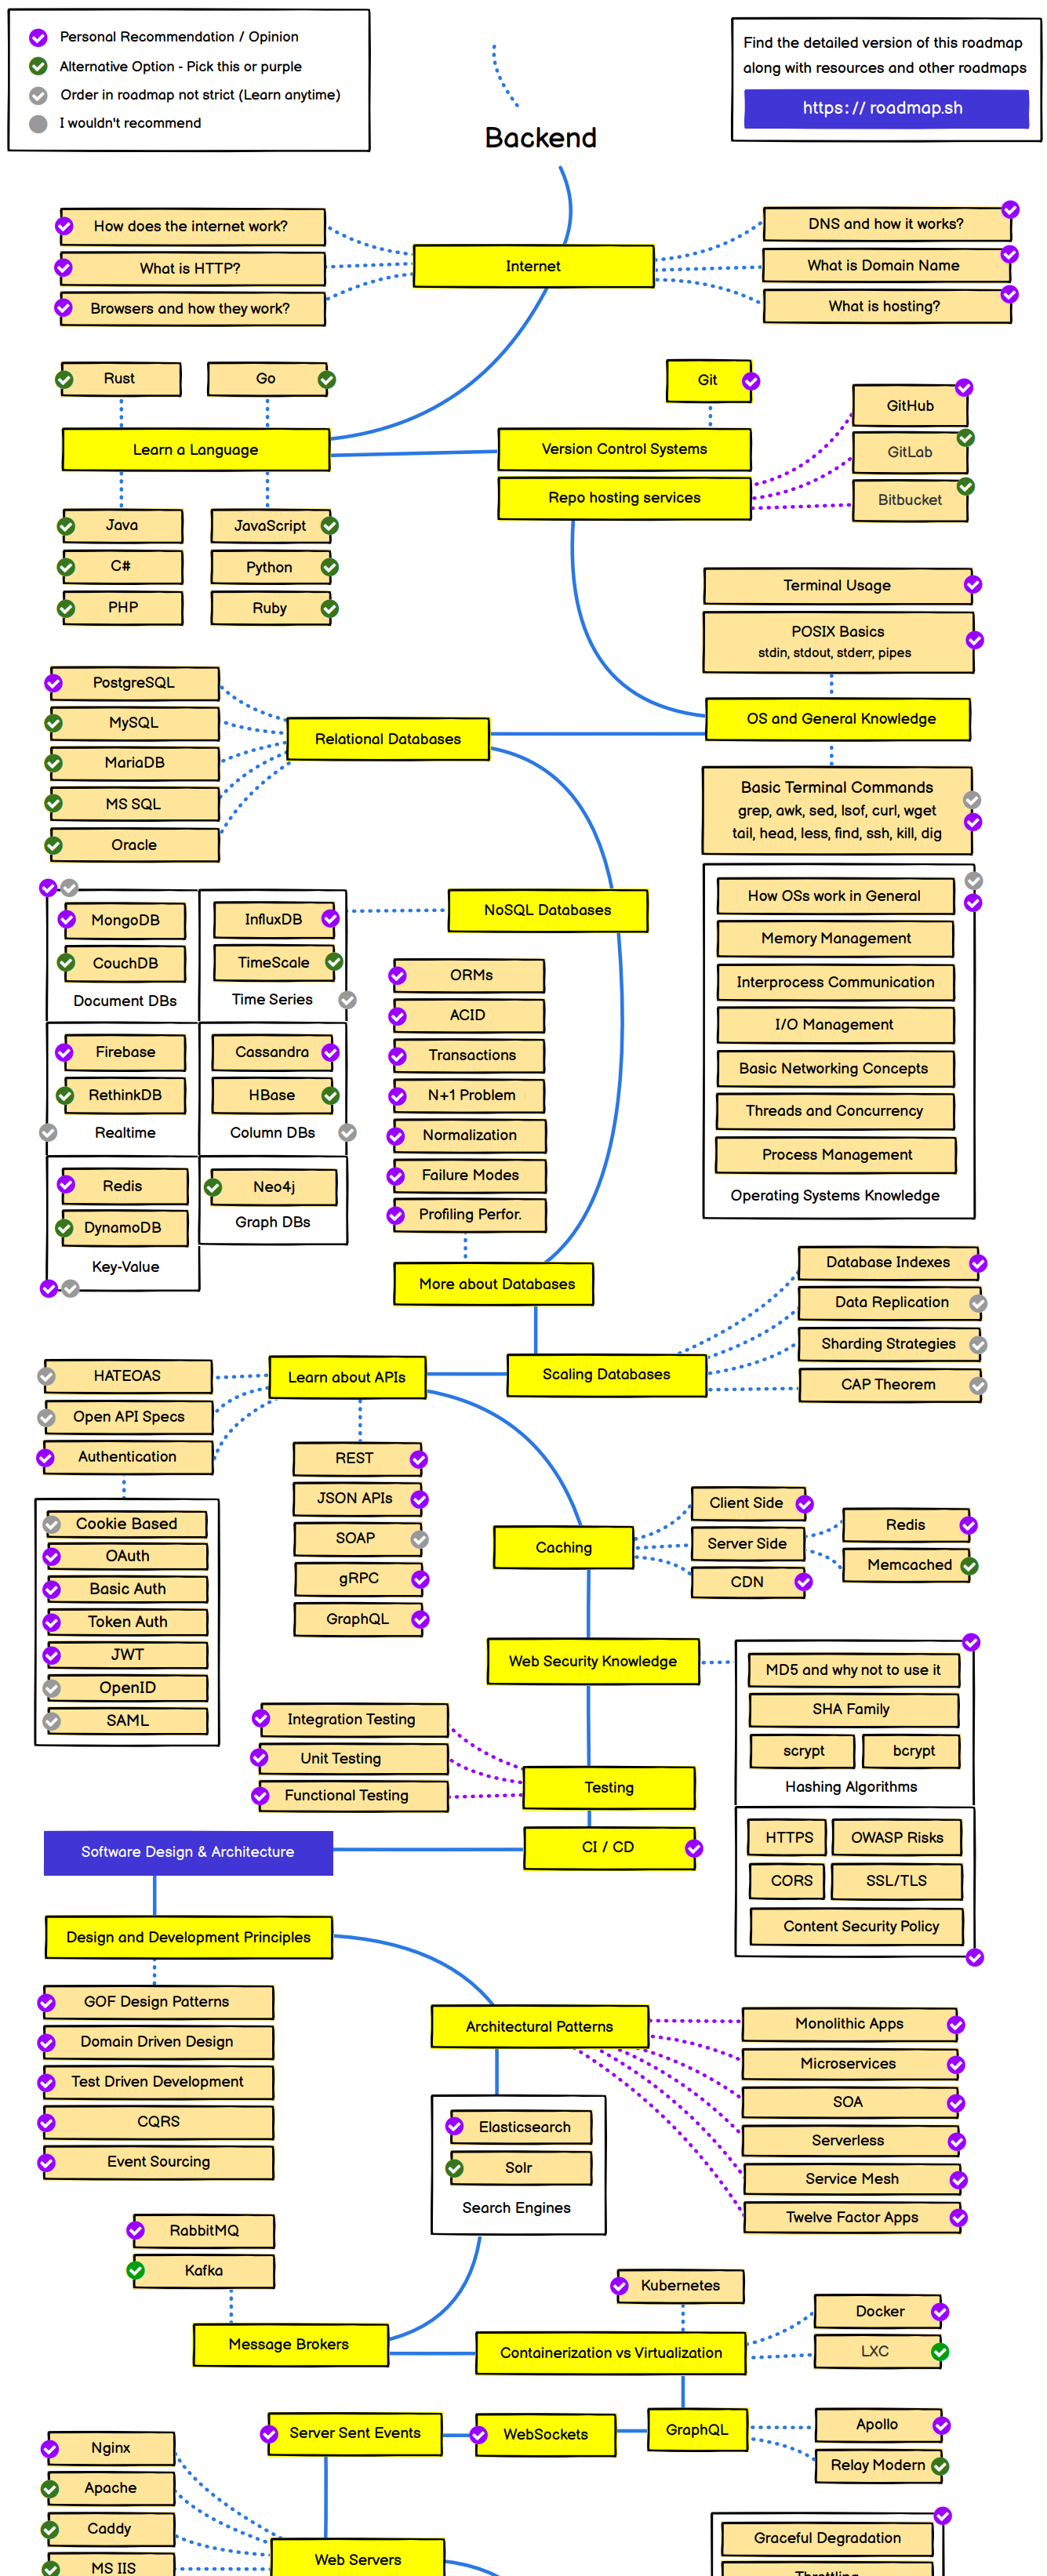 Personal Recommendation / Opinion
Alternative Option - Pick this or purple
Order in roadmap not strict (Learn anytime)
I wouldn't recommend
Find the detailed version of this roadmap
along with resources and other roadmaps
https://roadmap.sh
Backend
How does the internet work?
What is HTTP?
Browsers and how they work?
Internet
DNS and how it works?
What is Domain Name
What is hosting?
Rust
Go
Learn a Language
Java
C#
PHP
JavaScript
Python
Ruby
Git
Version Control Systems
Repo hosting services
GitHub
GitLab
Bitbucket
Terminal Usage
POSIX Basics
stdin, stdout, stderr, pipes
OS and General Knowledge
Basic Terminal Commands
grep, awk, sed, lsof, curl, wget
tail, head, less, find, ssh, kill, dig
How OSs work in General
Memory Management
Interprocess Communication
I/O Management
Basic Networking Concepts
Threads and Concurrency
Process Management
Operating Systems Knowledge
PostgreSQL
MySQL
MariaDB
MS SQL
Oracle
Relational Databases
NoSQL Databases
MongoDB
CouchDB
Document DBs
InfluxDB
TimeScale
Time Series
Firebase
RethinkDB
Realtime
Cassandra
HBase
Column DBs
Redis
DynamoDB
Key-Value
Neo4j
Graph DBs
ORMs
ACID
Transactions
N+1 Problem
Normalization
Failure Modes
Profiling Perfor.
More about Databases
Scaling Databases
Database Indexes
Data Replication
Sharding Strategies
CAP Theorem
Learn about APIs
HATEOAS
Open API Specs
Authentication
Cookie Based
OAuth
Basic Auth
Token Auth
JWT
OpenID
SAML
REST
JSON APIs
SOAP
gRPC
GraphQL
Caching
Client Side
Server Side
CDN
Redis
Memcached
Web Security Knowledge
MD5 and why not to use it
SHA Family
scrypt
bcrypt
Hashing Algorithms
HTTPS
OWASP Risks
CORS
SSL/TLS
Content Security Policy
Integration Testing
Unit Testing
Functional Testing
Testing
CI / CD
Software Design & Architecture
Design and Development Principles
GOF Design Patterns
Domain Driven Design
Test Driven Development
CQRS
Event Sourcing
Architectural Patterns
Monolithic Apps
Microservices
SOA
Serverless
Service Mesh
Twelve Factor Apps
Elasticsearch
Solr
Search Engines
RabbitMQ
Kafka
Message Brokers
Kubernetes
Containerization vs Virtualization
Docker
LXC
Server Sent Events
WebSockets
GraphQL
Apollo
Relay Modern
Nginx
Apache
Caddy
MS IIS
Web Servers
Graceful Degradation
Throttling